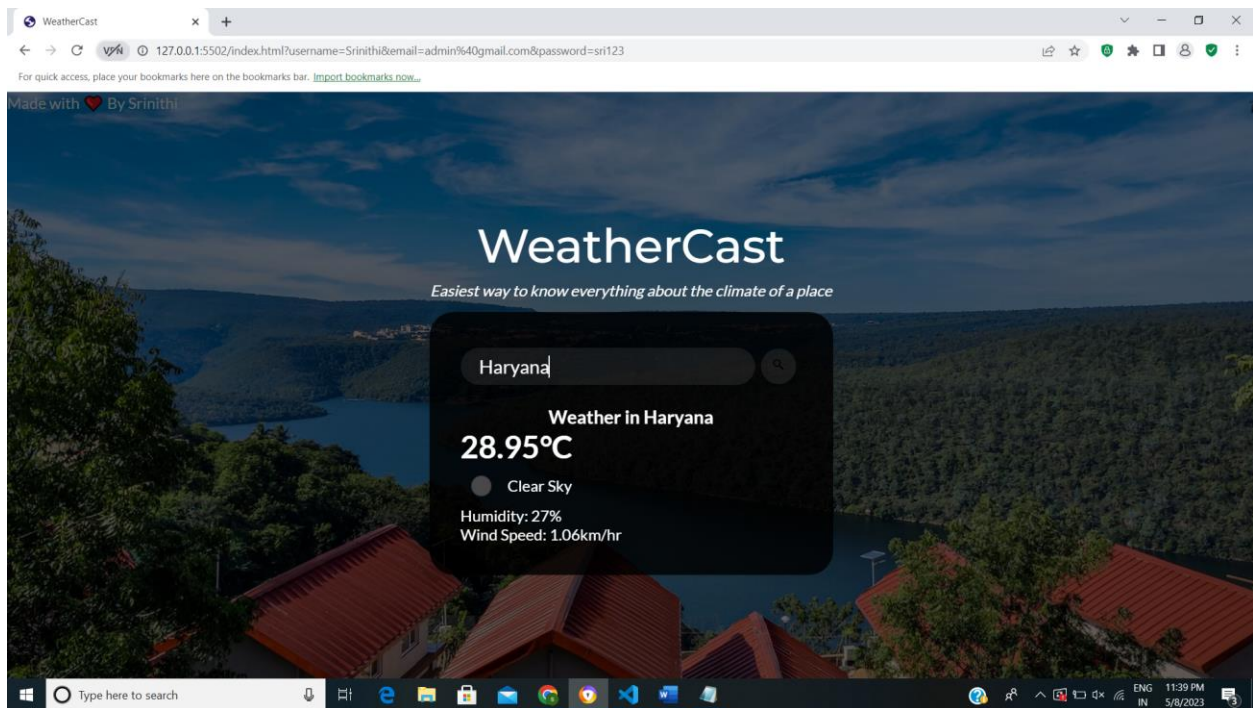 WeatherCast
127.0.0.1:5502/index.html?username=Srinithi&email=admin%40gmail.com&password=sri123
For quick access, place your bookmarks here on the bookmarks bar. Import bookmarks now...
Made with ❤ By Srinithi
WeatherCast
Easiest way to know everything about the climate of a place
Haryana
Weather in Haryana
28.95°C
Clear Sky
Humidity: 27%
Wind Speed: 1.06km/hr
Type here to search
ENG
IN
11:39 PM
5/8/2023
3